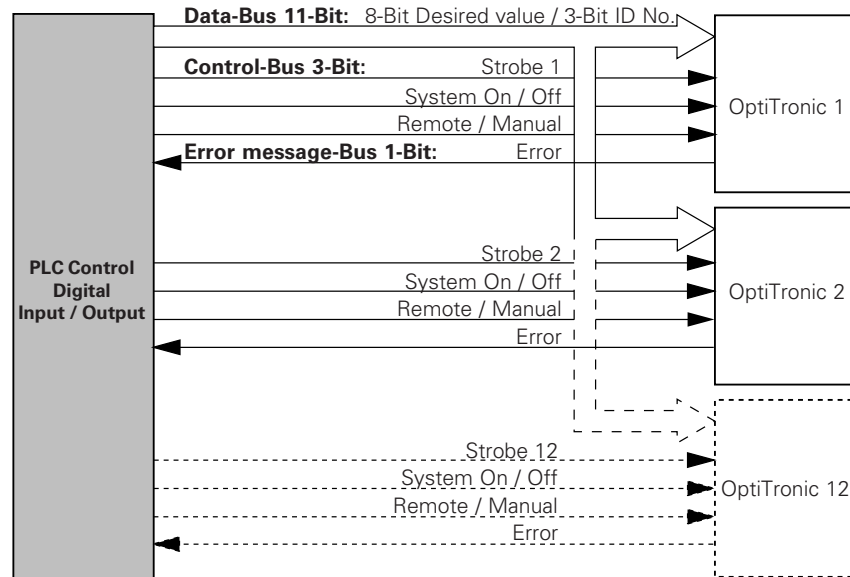 Data-Bus 11-Bit: 8-Bit Desired value / 3-Bit ID No.
Control-Bus 3-Bit: Strobe 1
System On / Off
Remote / Manual
Error message-Bus 1-Bit: Error
OptiTronic 1
PLC Control
Digital
Input / Output
Strobe 2
System On / Off
Remote / Manual
Error
OptiTronic 2
Strobe 12
System On / Off
Remote / Manual
Error
OptiTronic 12